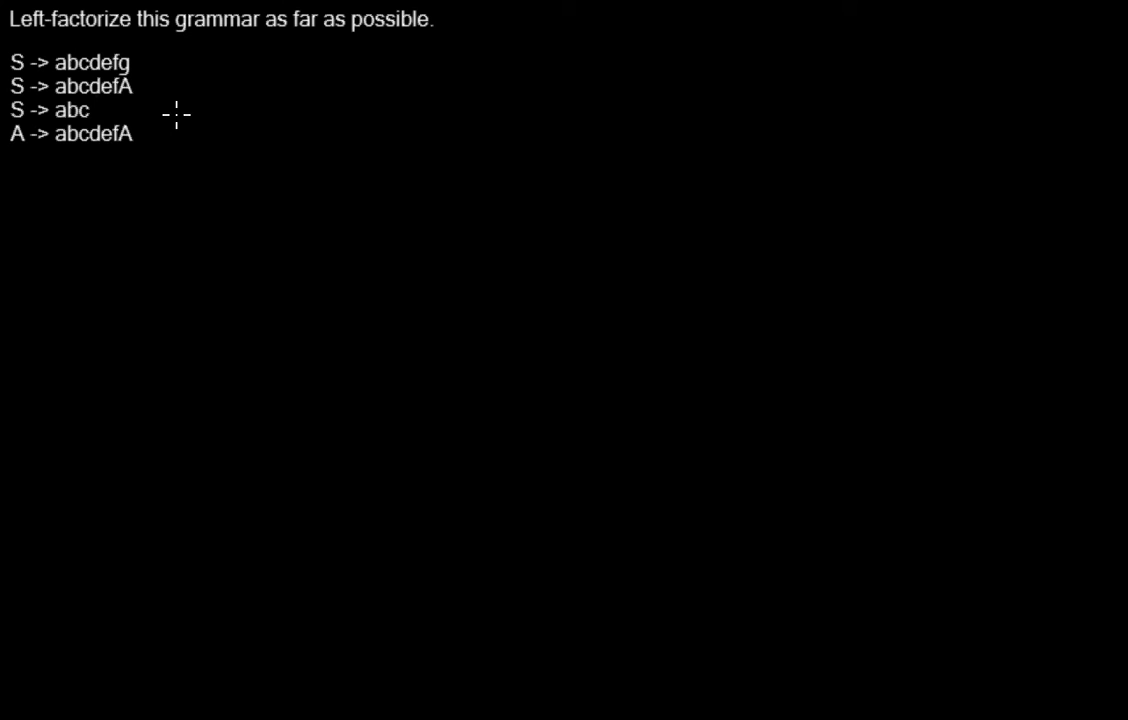 Left-factorize this grammar as far as possible.
S -> abcdefg
S -> abcdefA
S -> abc
A -> abcdefA